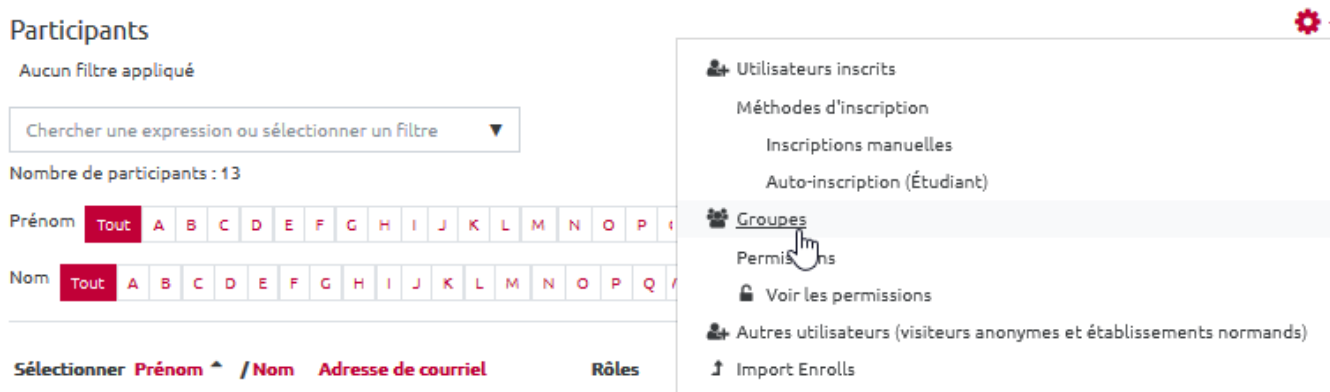 Participants
Aucun filtre appliqué
Chercher une expression ou sélectionner un filtre ▼
Nombre de participants : 13
Prénom Tout A B C D E F G H I J K L M N O P
Nom Tout A B C D E F G H I J K L M N O P Q
Sélectionner Prénom / Nom Adresse de courriel Rôles
Utilisateurs inscrits
Méthodes d'inscription
Inscriptions manuelles
Auto-inscription (Étudiant)
Groupes
Voir les permissions
Autres utilisateurs (visiteurs anonymes et établissements normands)
Import Enrolls